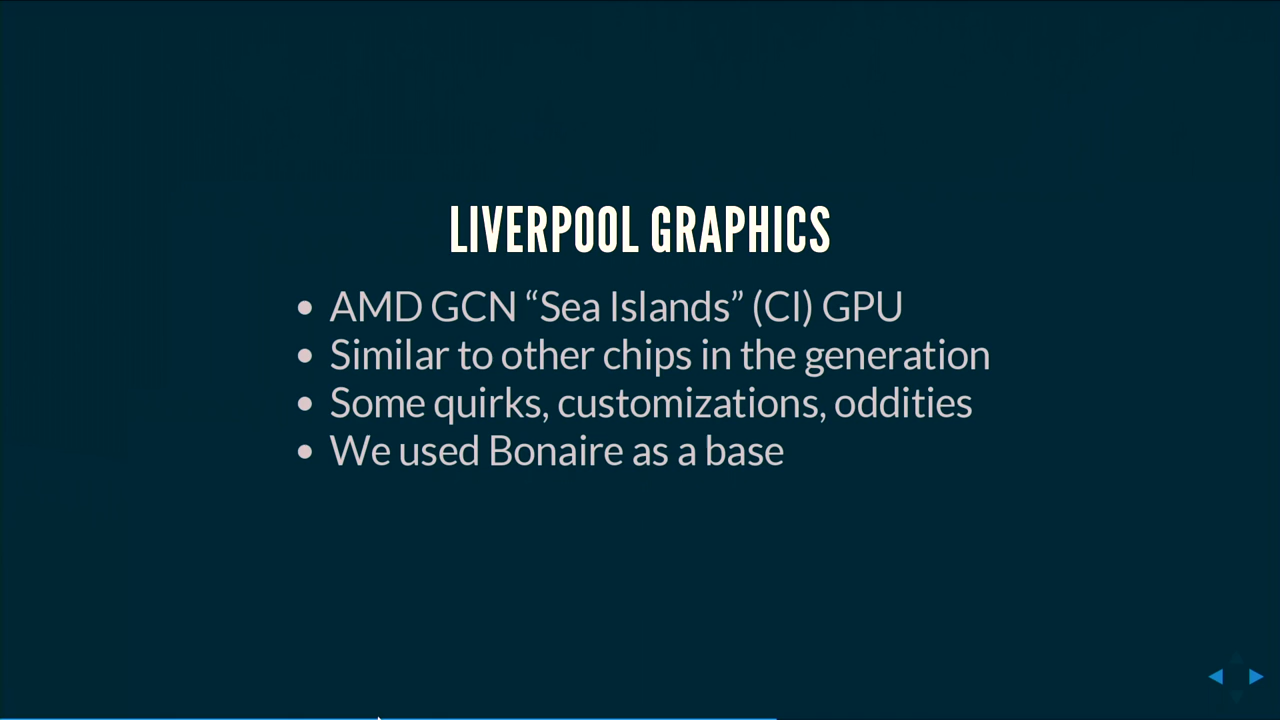 LIVERPOOL GRAPHICS
• AMD GCN “Sea Islands” (CI) GPU
• Similar to other chips in the generation
• Some quirks, customizations, oddities
• We used Bonaire as a base